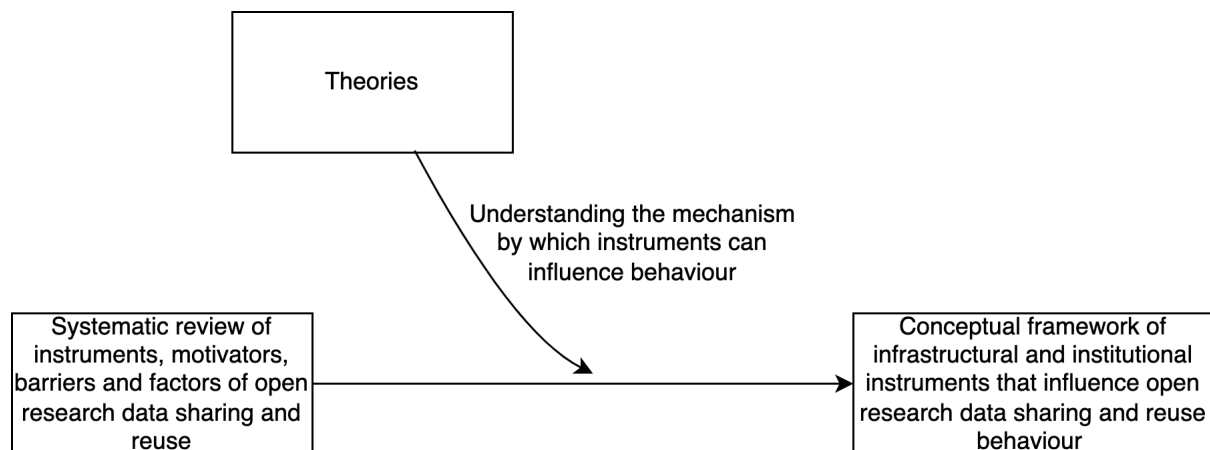 Theories
Understanding the mechanism
by which instruments can
influence behaviour
Systematic review of
instruments, motivators,
barriers and factors of open
research data sharing and
reuse
Conceptual framework of
infrastructural and institutional
instruments that influence open
research data sharing and reuse
behaviour